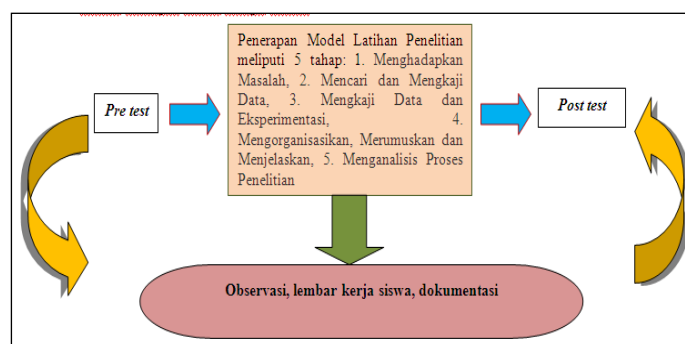 Penerapan Model Latihan Penelitian
meliputi 5 tahap: 1. Menghadapkan
Masalah, 2. Mencari dan Mengkaji
Data, 3. Mengkaji Data dan
Eksperimentasi, 4.
Mengorganisasikan, Merumuskan dan
Menjelaskan, 5. Menganalisis Proses
Penelitian
Pre test
Post test
Observasi, lembar kerja siswa, dokumentasi